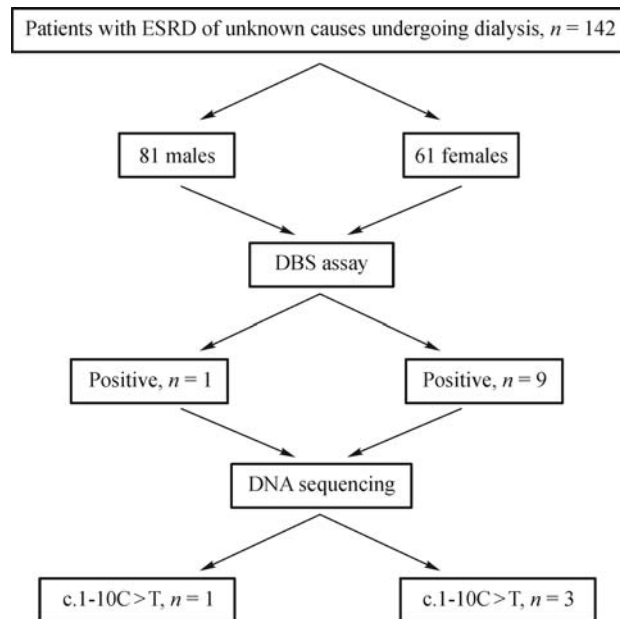 Patients with ESRD of unknown causes undergoing dialysis, n = 142
81 males
61 females
DBS assay
Positive, n = 1
Positive, n = 9
DNA sequencing
c.1-10C>T, n = 1
c.1-10C>T, n = 3